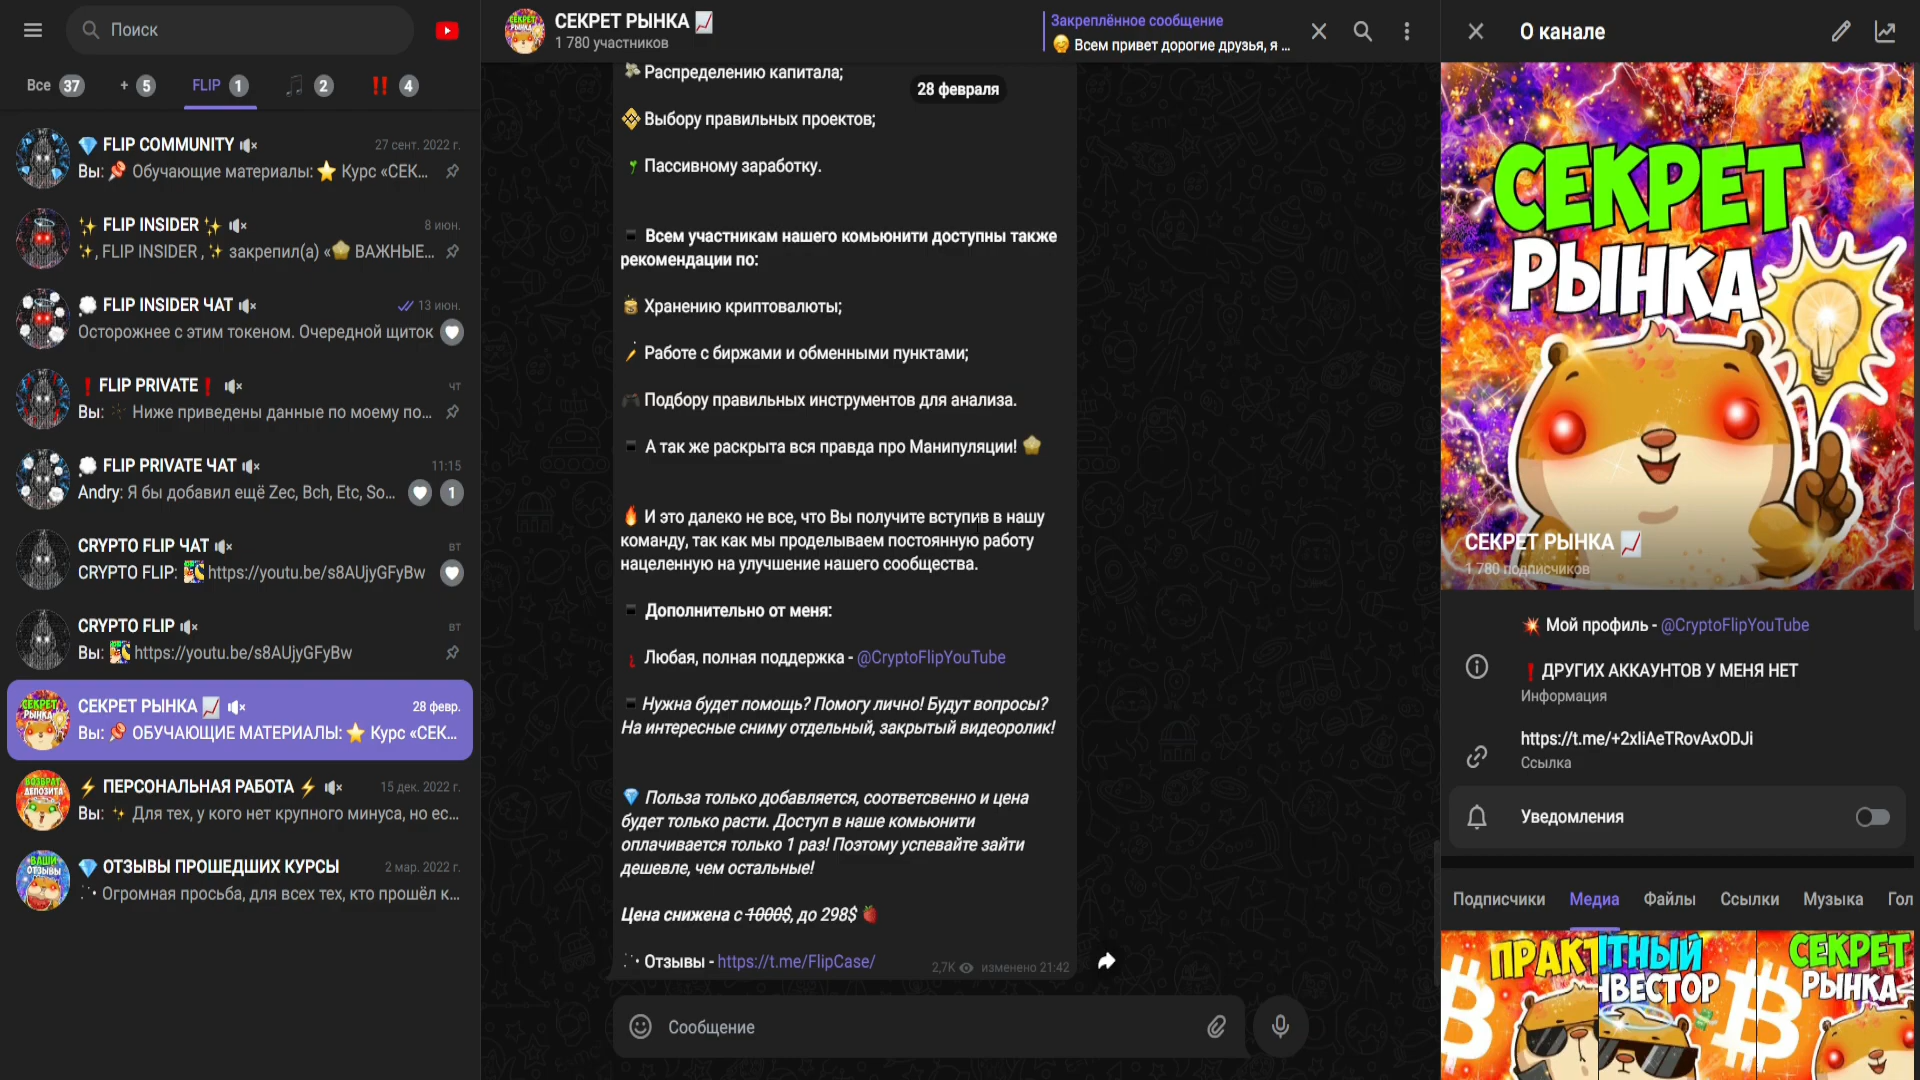 Поиск
Все 37
+ 5
FLIP 1
2
4
FLIP COMMUNITY
27 сент. 2022 г.
Вы: Обучающие материалы: Курс «СЕК...
FLIP INSIDER
8 июн.
, FLIP INSIDER , закрепил(а) « ВАЖНЫЕ...
FLIP INSIDER ЧАТ
13 июн.
Осторожнее с этим токеном. Очередной щиток
FLIP PRIVATE
чт
Вы: Ниже приведены данные по моему по...
FLIP PRIVATE ЧАТ
11:15
Andry: Я бы добавил ещё Zec, Bch, Etc, So...
1
CRYPTO FLIP ЧАТ
вт
CRYPTO FLIP: https://youtu.be/s8AUjyGFyBw
CRYPTO FLIP
вт
Вы: https://youtu.be/s8AUjyGFyBw
СЕКРЕТ РЫНКА
28 февр.
Вы: ОБУЧАЮЩИЕ МАТЕРИАЛЫ: Курс «СЕК...
ПЕРСОНАЛЬНАЯ РАБОТА
15 дек. 2022 г.
Вы: Для тех, у кого нет крупного минуса, но ес...
ОТЗЫВЫ ПРОШЕДШИХ КУРСЫ
2 мар. 2022 г.
Огромная просьба, для всех тех, кто прошёл к...
СЕКРЕТ РЫНКА
1 780 участников
Закреплённое сообщение
Всем привет дорогие друзья, я ...
28 февраля
Распределению капитала;
Выбору правильных проектов;
Пассивному заработку.
Всем участникам нашего комьюнити доступны также
рекомендации по:
Хранению криптовалюты;
Работе с биржами и обменными пунктами;
Подбору правильных инструментов для анализа.
А так же раскрыта вся правда про Манипуляции!
И это далеко не все, что Вы получите вступив в нашу
команду, так как мы проделываем постоянную работу
нацеленную на улучшение нашего сообщества.
Дополнительно от меня:
Любая, полная поддержка - @CryptoFlipYouTube
Нужна будет помощь? Помогу лично! Будут вопросы?
На интересные сниму отдельный, закрытый видеоролик!
Польза только добавляется, соответсвенно и цена
будет только расти. Доступ в наше комьюнити
оплачивается только 1 раз! Поэтому успевайте зайти
дешевле, чем остальные!
Цена снижена с 1000$, до 298$
Отзывы - https://t.me/FlipCase/
2,7K изменено 21:42
Сообщение
О канале
СЕКРЕТ
РЫНКА
СЕКРЕТ РЫНКА
1 780 подписчиков
Мой профиль - @CryptoFlipYouTube
ДРУГИХ АККАУНТОВ У МЕНЯ НЕТ
Информация
https://t.me/+2xliAeTRovAxODJi
Ссылка
Уведомления
Подписчики Медиа Файлы Ссылки Музыка Гол
ПРАКТ
ІТНЫЙ
НВЕСТОР
СЕКРЕТ
РЫНКА